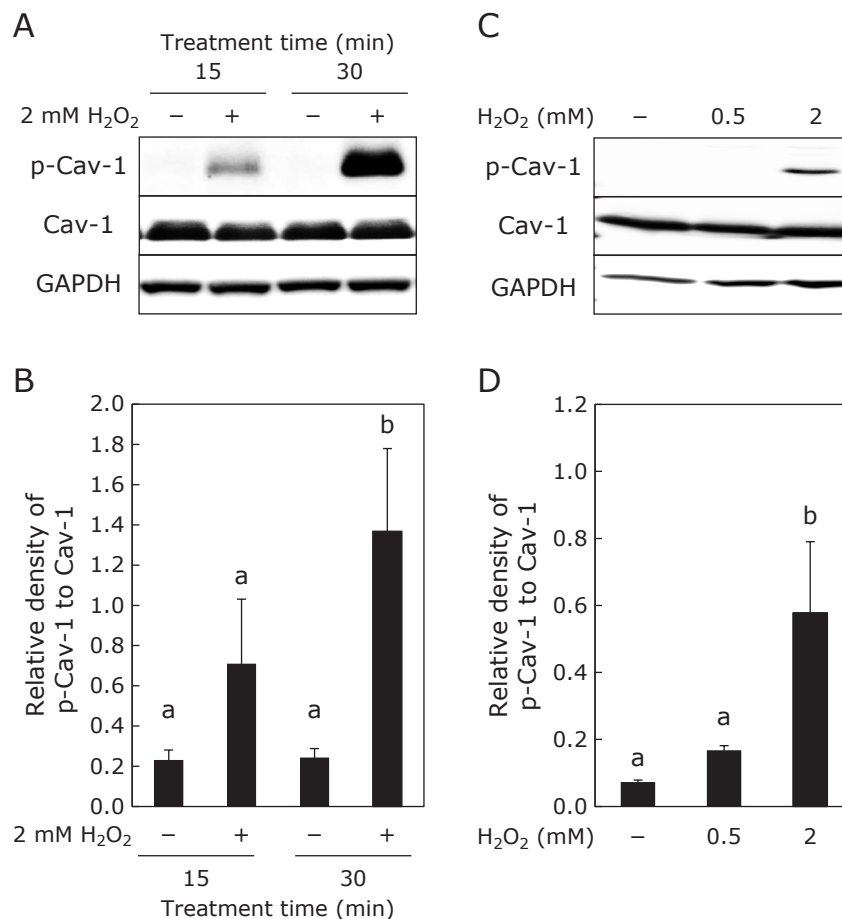 A
Treatment time (min)
15 30
2 mM H₂O₂ − + − +
p-Cav-1
Cav-1
GAPDH
B
Relative density of
p-Cav-1 to Cav-1
2.0
1.8
1.6
1.4
1.2
1.0
0.8
0.6
0.4
0.2
0.0
a
a
a
b
2 mM H₂O₂ − + − +
15 30
Treatment time (min)
C
H₂O₂ (mM) − 0.5 2
p-Cav-1
Cav-1
GAPDH
D
Relative density of
p-Cav-1 to Cav-1
1.2
1.0
0.8
0.6
0.4
0.2
0.0
a
a
b
H₂O₂ (mM) − 0.5 2